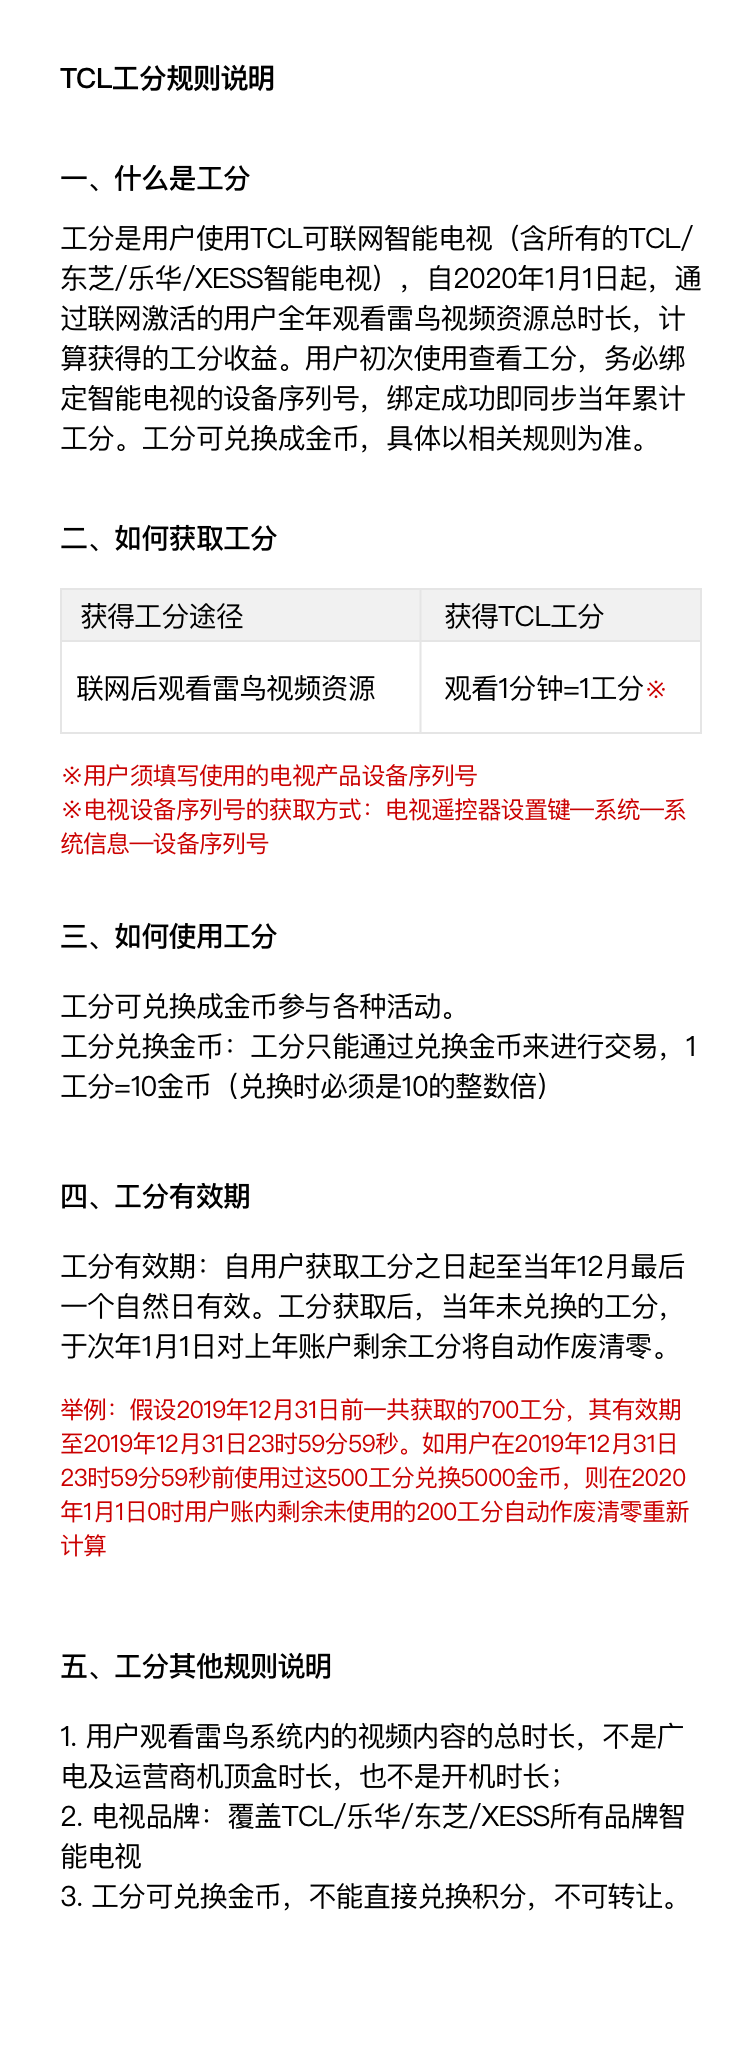 TCL工分规则说明
一、什么是工分
工分是用户使用TCL可联网智能电视（含所有的TCL/
东芝/乐华/XESS智能电视），自2020年1月1日起，通
过联网激活的用户全年观看雷鸟视频资源总时长，计
算获得的工分收益。用户初次使用查看工分，务必绑
定智能电视的设备序列号，绑定成功即同步当年累计
工分。工分可兑换成金币，具体以相关规则为准。
二、如何获取工分
获得工分途径 获得TCL工分
联网后观看雷鸟视频资源 观看1分钟=1工分※
※用户须填写使用的电视产品设备序列号
※电视设备序列号的获取方式：电视遥控器设置键—系统—系
统信息—设备序列号
三、如何使用工分
工分可兑换成金币参与各种活动。
工分兑换金币：工分只能通过兑换金币来进行交易，1
工分=10金币（兑换时必须是10的整数倍）
四、工分有效期
工分有效期：自用户获取工分之日起至当年12月最后
一个自然日有效。工分获取后，当年未兑换的工分，
于次年1月1日对上年账户剩余工分将自动作废清零。
举例：假设2019年12月31日前一共获取的700工分，其有效期
至2019年12月31日23时59分59秒。如用户在2019年12月31日
23时59分59秒前使用过这500工分兑换5000金币，则在2020
年1月1日0时用户账内剩余未使用的200工分自动作废清零重新
计算
五、工分其他规则说明
1. 用户观看雷鸟系统内的视频内容的总时长，不是广
电及运营商机顶盒时长，也不是开机时长；
2. 电视品牌：覆盖TCL/乐华/东芝/XESS所有品牌智
能电视
3. 工分可兑换金币，不能直接兑换积分，不可转让。